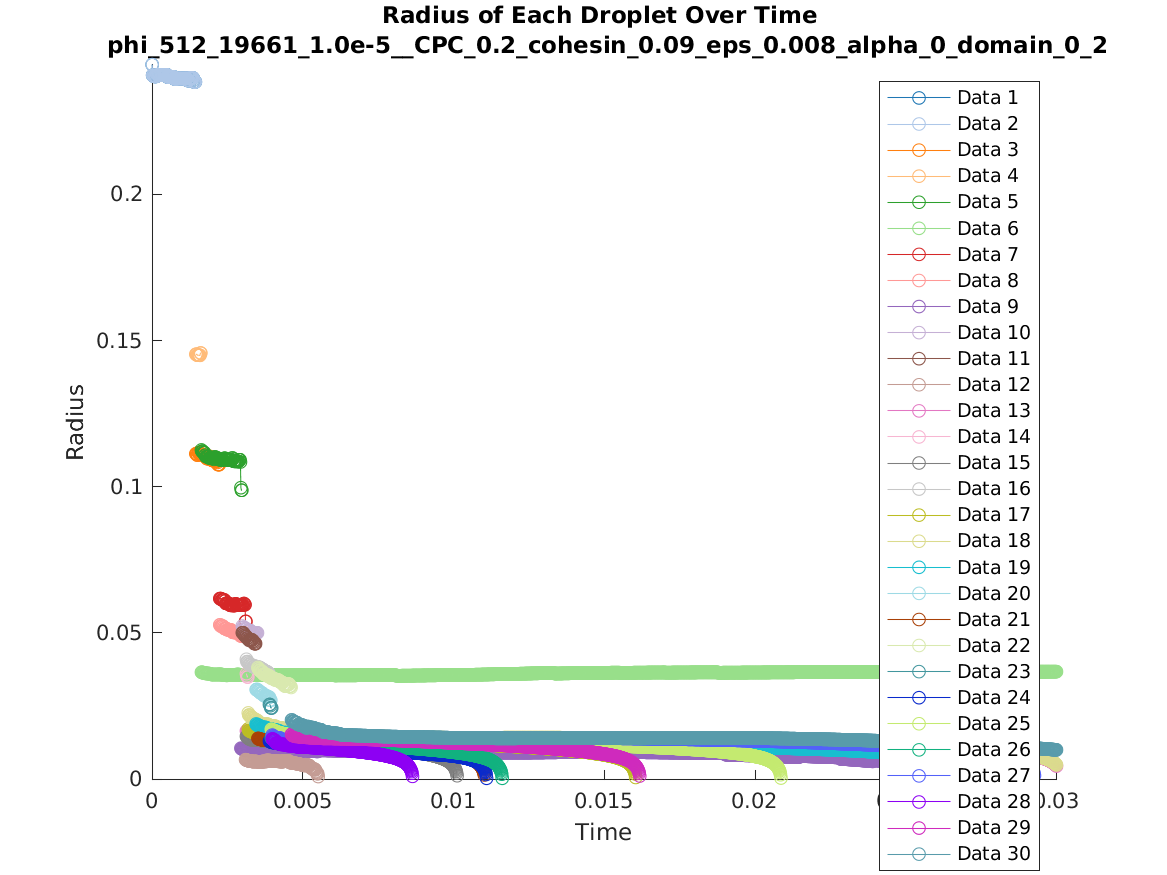 Radius of Each Droplet Over Time
phi_512_19661_1.0e-5__CPC_0.2_cohesin_0.09_eps_0.008_alpha_0_domain_0_2
0.2
0.15
0.1
0.05
0
Radius
0
0.005
0.01
0.015
0.02
0.03
Time
Data 1
Data 2
Data 3
Data 4
Data 5
Data 6
Data 7
Data 8
Data 9
Data 10
Data 11
Data 12
Data 13
Data 14
Data 15
Data 16
Data 17
Data 18
Data 19
Data 20
Data 21
Data 22
Data 23
Data 24
Data 25
Data 26
Data 27
Data 28
Data 29
Data 30